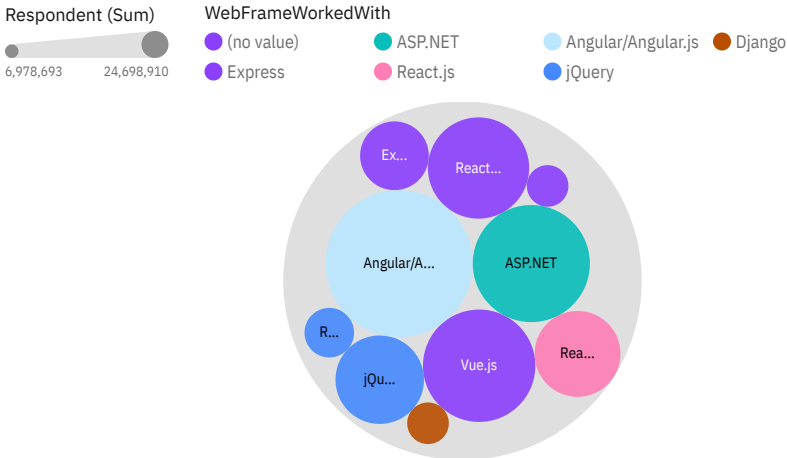 Respondent (Sum)
6,978,693 24,698,910
WebFrameWorkedWith
(no value) ASP.NET Angular/Angular.js Django
Express React.js jQuery
Ex...
React...
Angular/A...
ASP.NET
R...
Rea...
Vue.js
jQu...